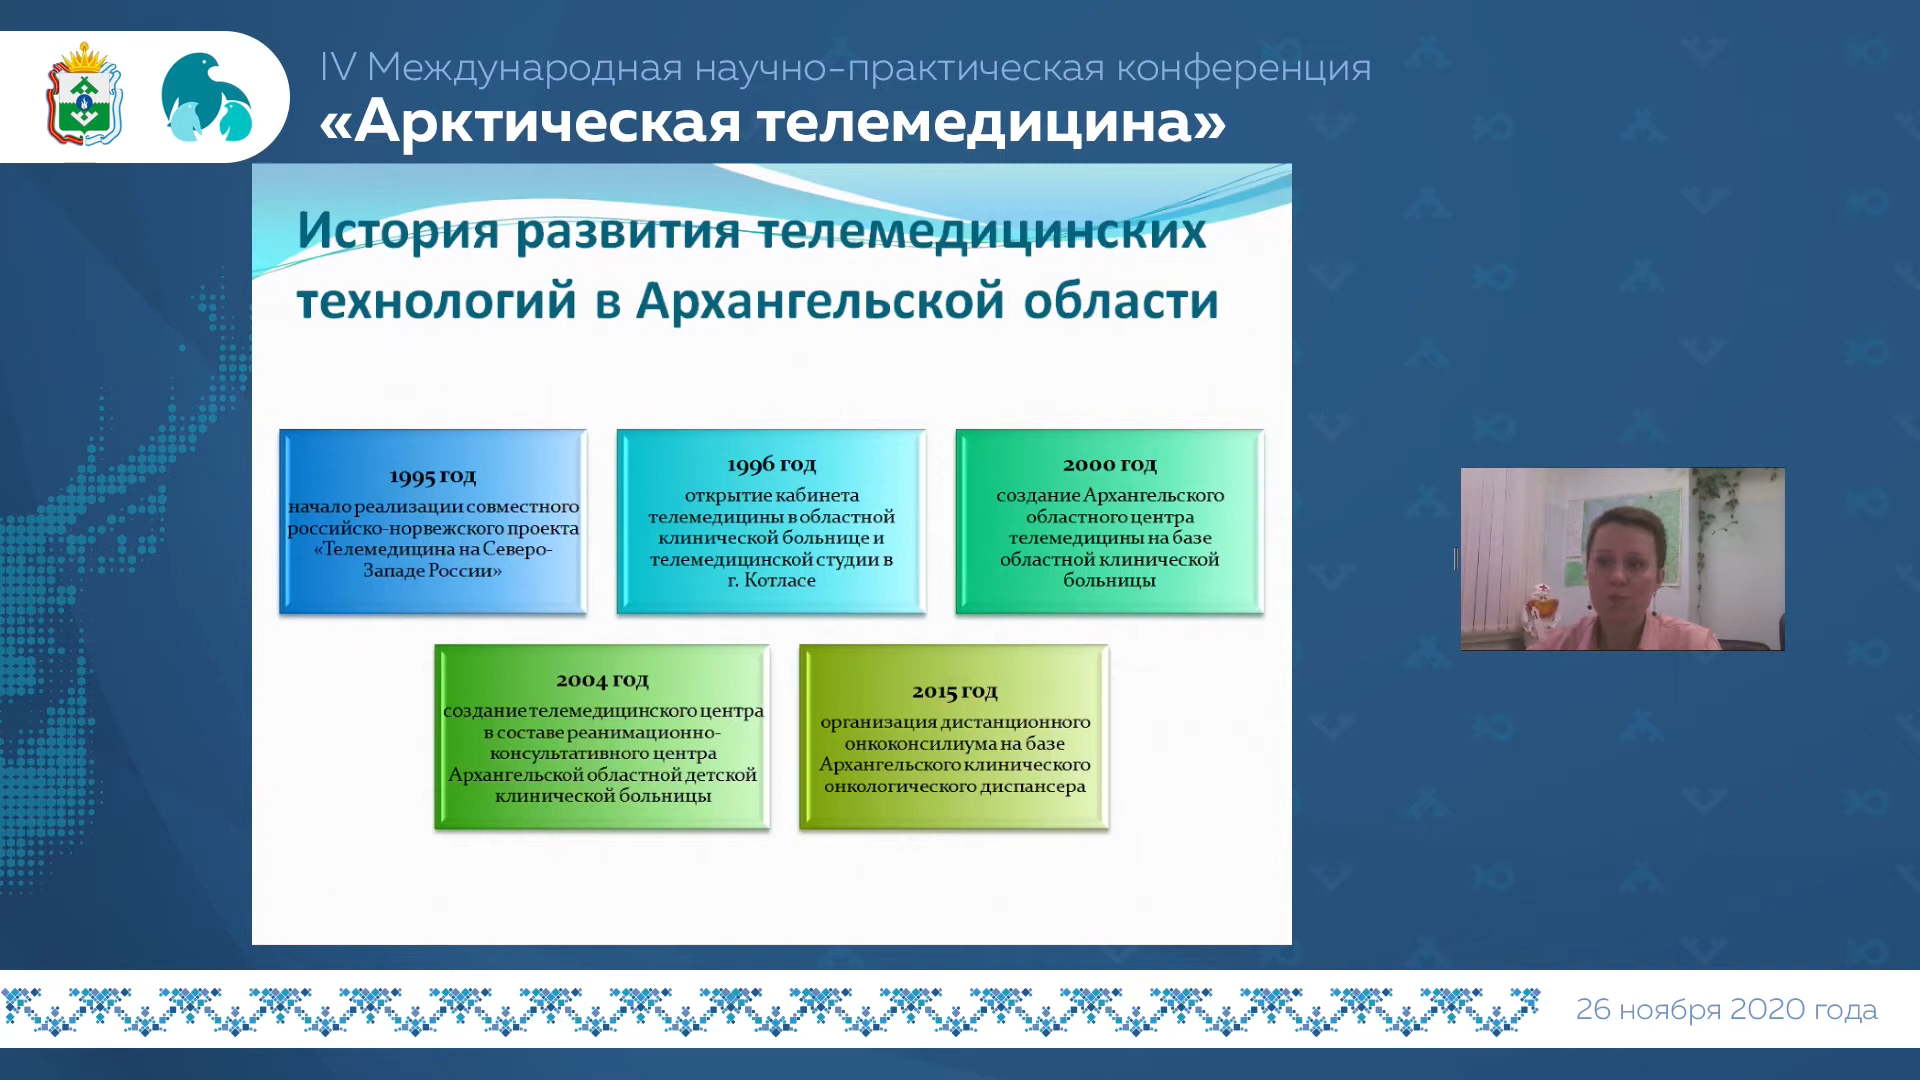 IV Международная научно-практическая конференция
«Арктическая телемедицина»
История развития телемедицинских
технологий в Архангельской области
1995 год
начало реализации совместного
российско-норвежского проекта
«Телемедицина на Северо-
Западе России»
1996 год
открытие кабинета
телемедицины в областной
клинической больнице и
телемедицинской студии в
г. Котласе
2000 год
создание Архангельского
областного центра
телемедицины на базе
областной клинической
больницы
2004 год
создание телемедицинского центра
в составе реанимационно-
консультативного центра
Архангельской областной детской
клинической больницы
2015 год
организация дистанционного
онкоконсилиума на базе
Архангельского клинического
онкологического диспансера
26 ноября 2020 года